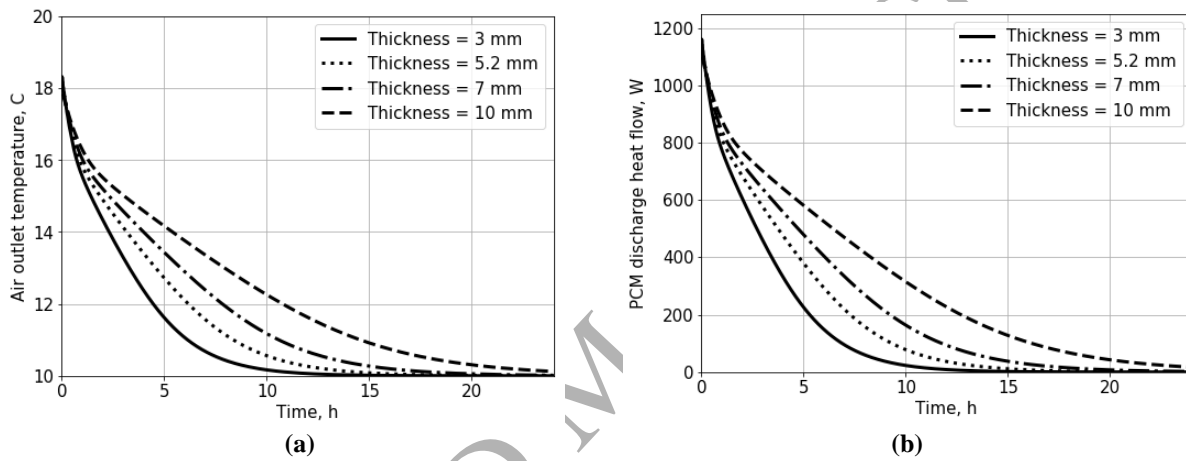 20
18
16
14
12
10
Air outlet temperature, C
Thickness = 3 mm
Thickness = 5.2 mm
Thickness = 7 mm
Thickness = 10 mm
0 5 10 15 20
Time, h
(a)
1200
1000
800
600
400
200
0
PCM discharge heat flow, W
Thickness = 3 mm
Thickness = 5.2 mm
Thickness = 7 mm
Thickness = 10 mm
0 5 10 15 20
Time, h
(b)